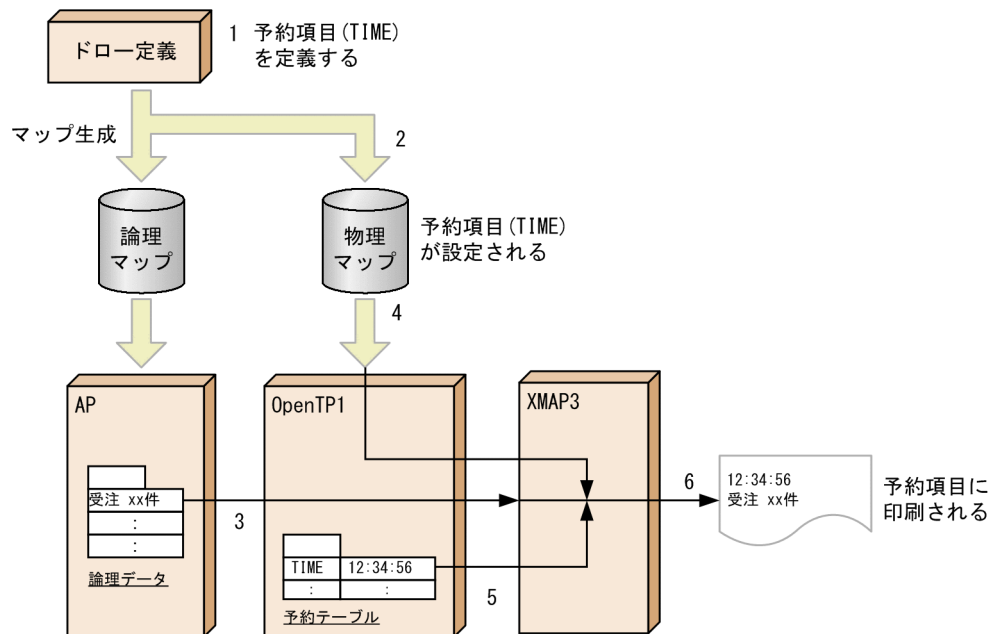 ドロー定義
1 予約項目(TIME)
を定義する
マップ生成
2
論理
マップ
物理
マップ
予約項目(TIME)
が設定される
4
AP
OpenTP1
XMAP3
受注 xx件
:
:
論理データ
3
TIME 12:34:56
: :
予約テーブル
5
6
12:34:56
受注 xx件
予約項目に
印刷される